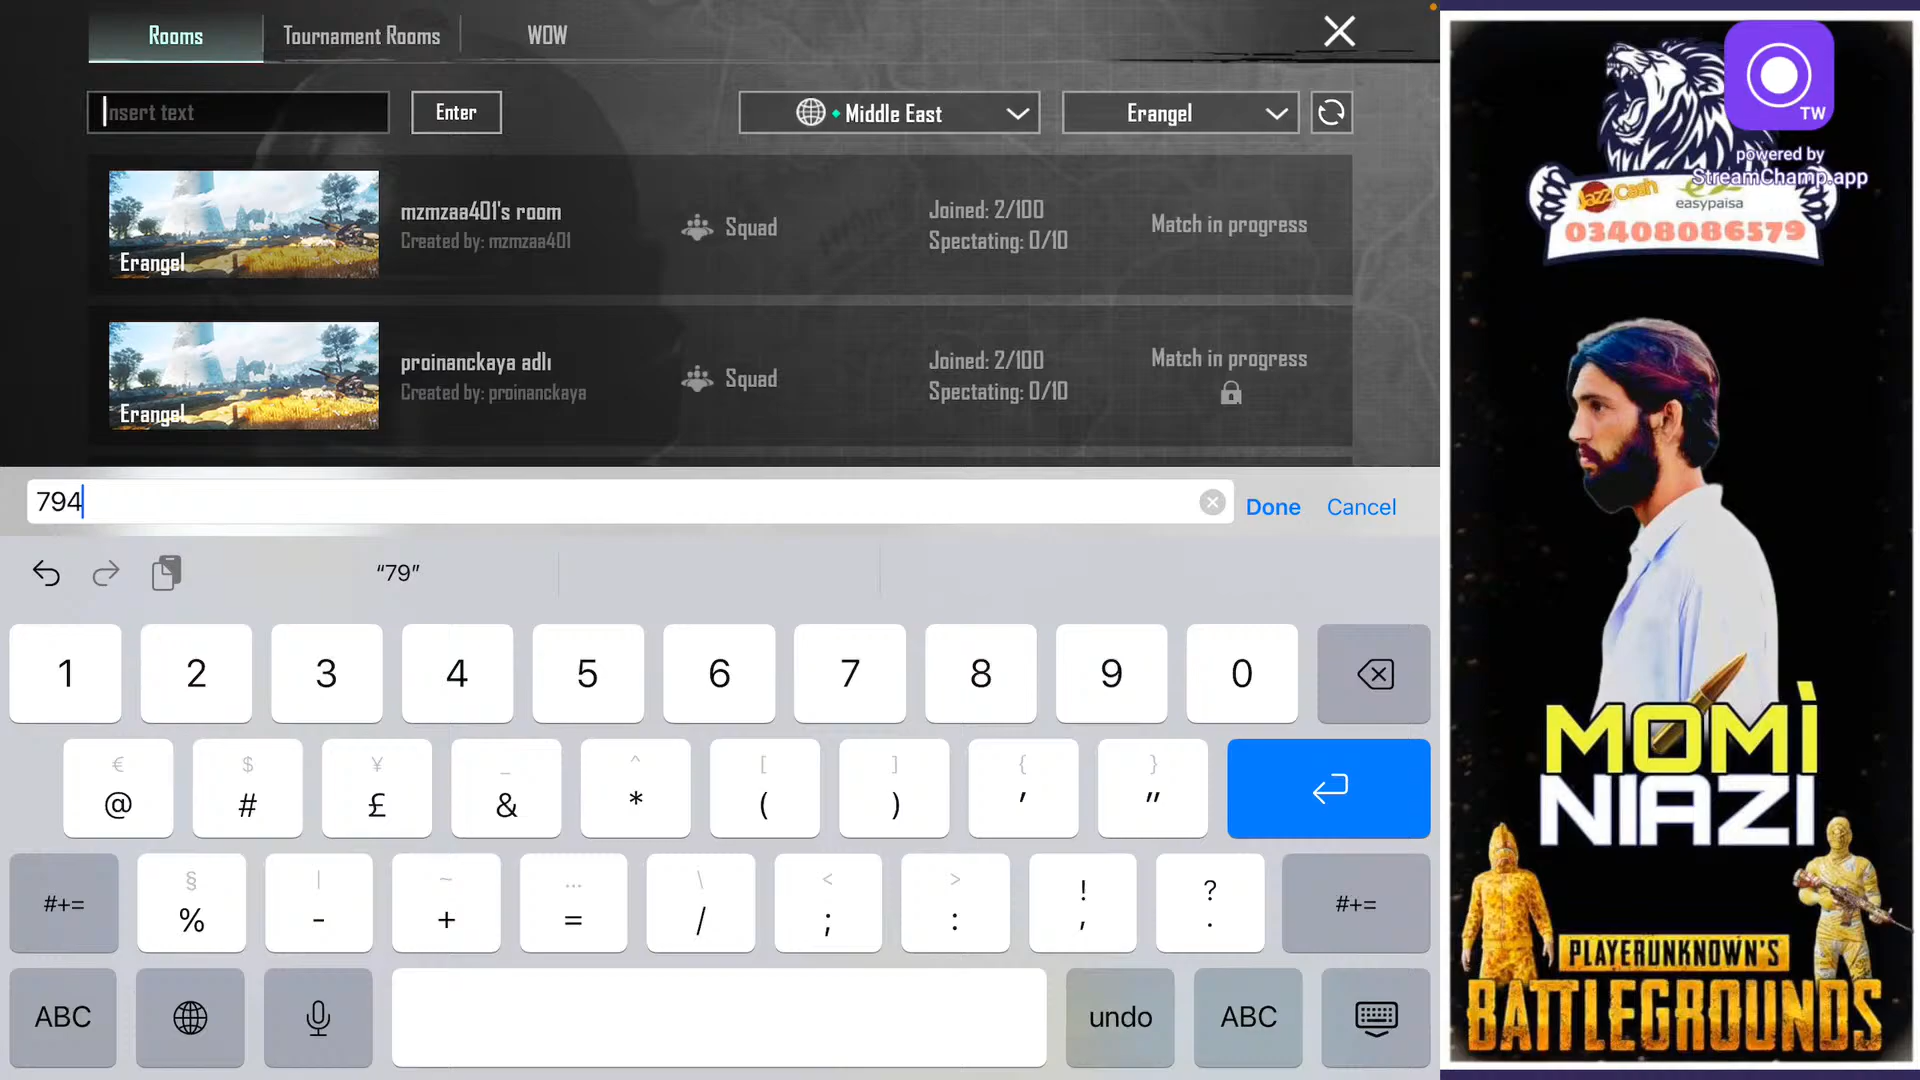 Rooms
Tournament Rooms
WOW
Insert text
Enter
Middle East
Erangel
mzmzaa401's room
Created by: mzmzaa401
Squad
Joined: 2/100
Spectating: 0/10
Match in progress
Erangel
proinanckaya adlı
Created by: proinanckaya
Squad
Joined: 2/100
Spectating: 0/10
Match in progress
Erangel
794
Done
Cancel
“79”
1 2 3 4 5 6 7 8 9 0
€ $ ¥ _ ^ [ ] { }
@ # £ & * ( ) ' "
§ | ~ … \ < > ! ?
#+= % - + = / ; : , . #+=
ABC
undo
ABC
TW
powered by
StreamChamp.app
Jazz Cash
easypaisa
03408086579
MOMÌ
NIAZI
PLAYERUNKNOWN'S
BATTLEGROUNDS